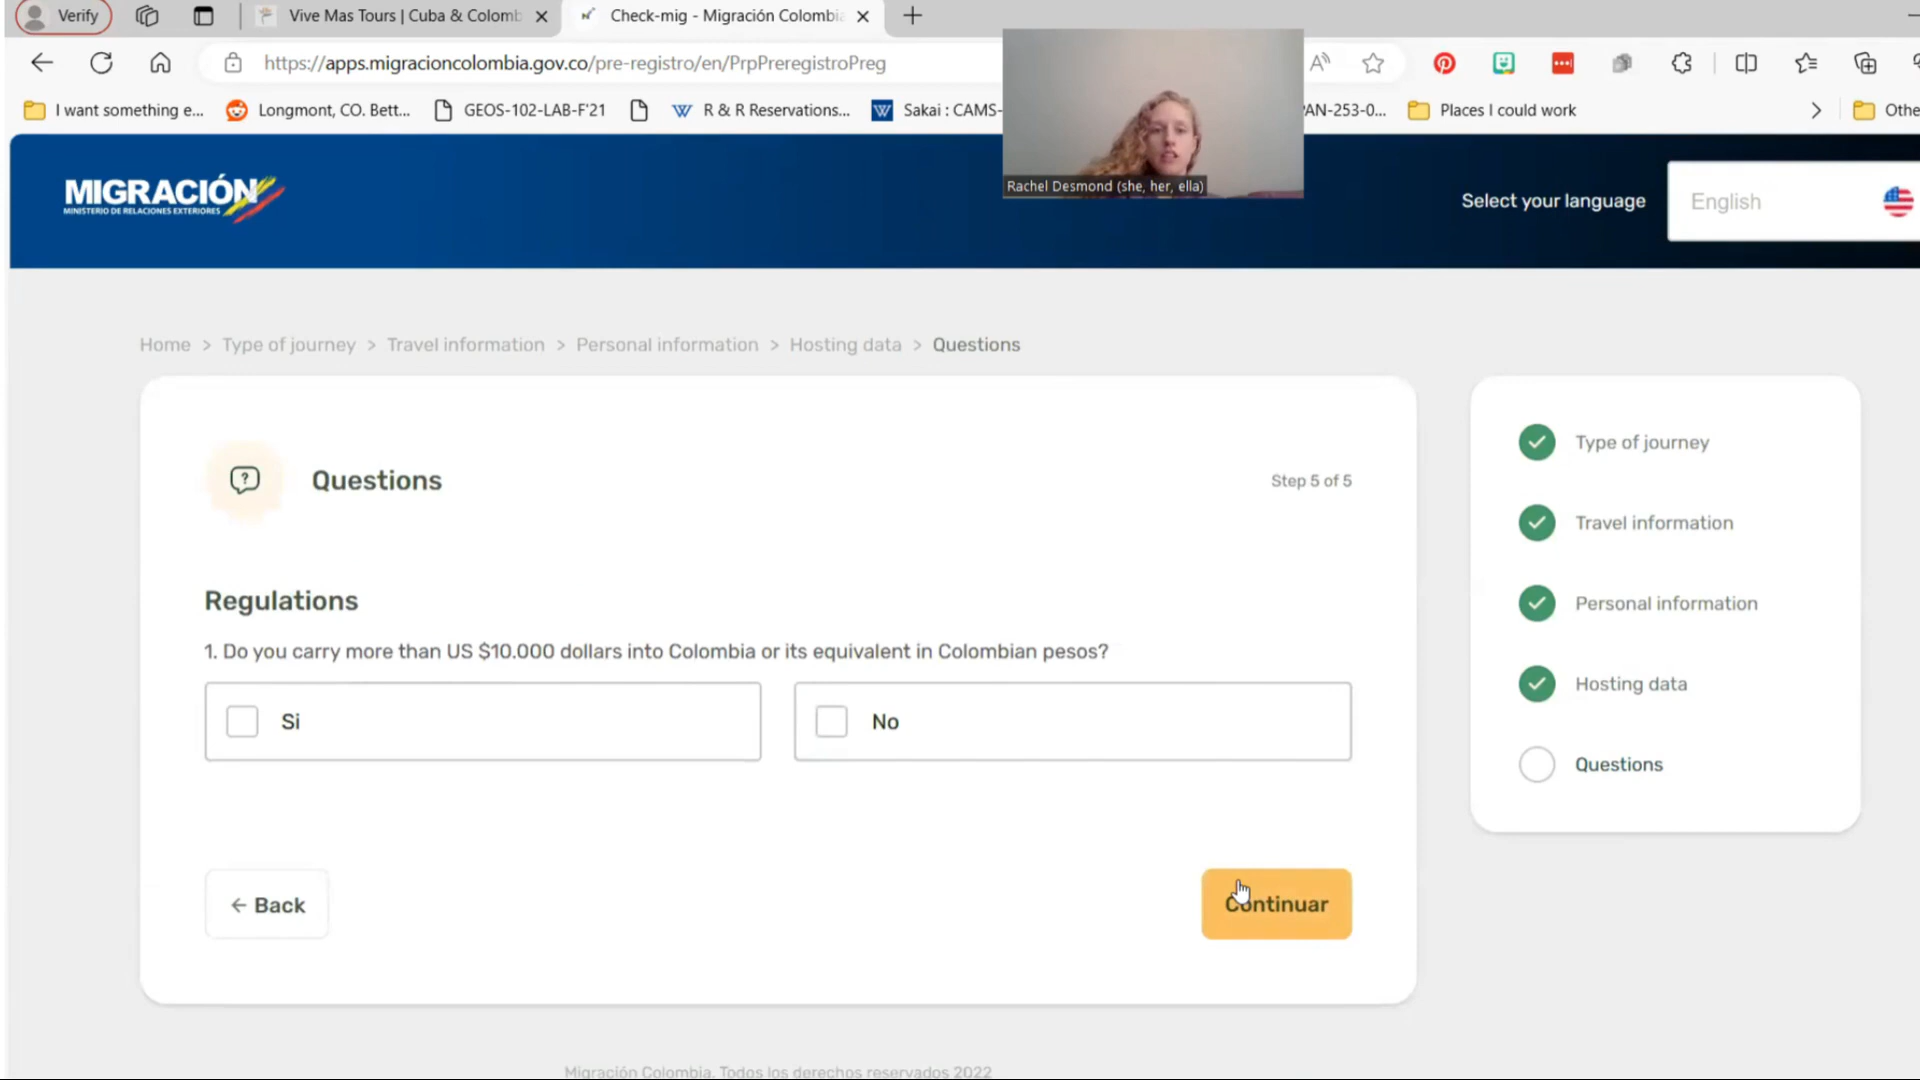 Verify
Vive Mas Tours | Cuba & Colomb
Check-mig - Migración Colombia
https://apps.migracioncolombia.gov.co/pre-registro/en/PrpPreregistroPreg
I want something e...
Longmont, CO. Bett...
GEOS-102-LAB-F'21
R & R Reservations...
Sakai : CAMS-
PAN-253-0...
Places I could work
Othe
Rachel Desmond (she, her, ella)
MIGRACIÓN
MINISTERIO DE RELACIONES EXTERIORES
Select your language
English
Home > Type of journey > Travel information > Personal information > Hosting data > Questions
Questions
Step 5 of 5
Regulations
1. Do you carry more than US $10.000 dollars into Colombia or its equivalent in Colombian pesos?
Si
No
← Back
Continuar
Type of journey
Travel information
Personal information
Hosting data
Questions
Migración Colombia. Todos los derechos reservados 2022